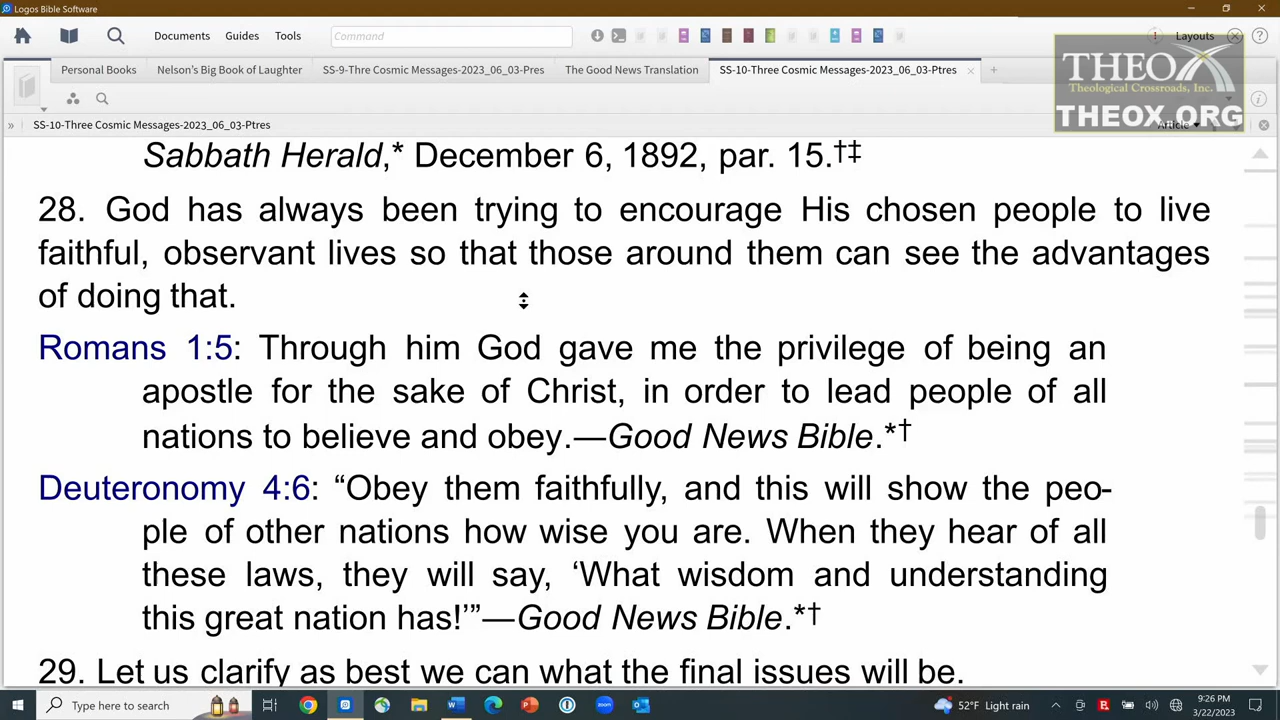 Logos Bible Software
Documents Guides Tools Command Layouts
THEOX
Theological Crossroads, Inc.
THEOX.ORG
Personal Books Nelson's Big Book of Laughter SS-9-Thre Cosmic Messages-2023_06_03-Pres The Good News Translation SS-10-Three Cosmic Messages-2023_06_03-Ptres
SS-10-Three Cosmic Messages-2023_06_03-Ptres Article
Sabbath Herald,* December 6, 1892, par. 15.†‡
28. God has always been trying to encourage His chosen people to live
faithful, observant lives so that those around them can see the advantages
of doing that.
Romans 1:5: Through him God gave me the privilege of being an
apostle for the sake of Christ, in order to lead people of all
nations to believe and obey.—Good News Bible.*†
Deuteronomy 4:6: “Obey them faithfully, and this will show the peo-
ple of other nations how wise you are. When they hear of all
these laws, they will say, ‘What wisdom and understanding
this great nation has!’”—Good News Bible.*†
29. Let us clarify as best we can what the final issues will be.
Type here to search 52°F Light rain 9:26 PM
3/22/2023